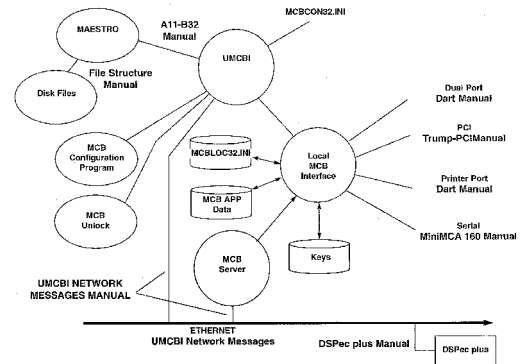 MCBCON32.INI
A11-B32
Manual
MAESTRO
UMCBI
File Structure
Manual
Disk Files
Dual Port
Dart Manual
MCB
Configuration
Program
MCBLOC32.INI
Local
MCB
Interface
PCI
Trump-PCIManual
Printer Port
Dart Manual
MCB APP
Data
MCB
Unlock
Serial
MiniMCA 160 Manual
MCB
Server
Keys
UMCBI NETWORK
MESSAGES MANUAL
ETHERNET
UMCBI Network Messages
DSPec plus Manual
DSPec plus